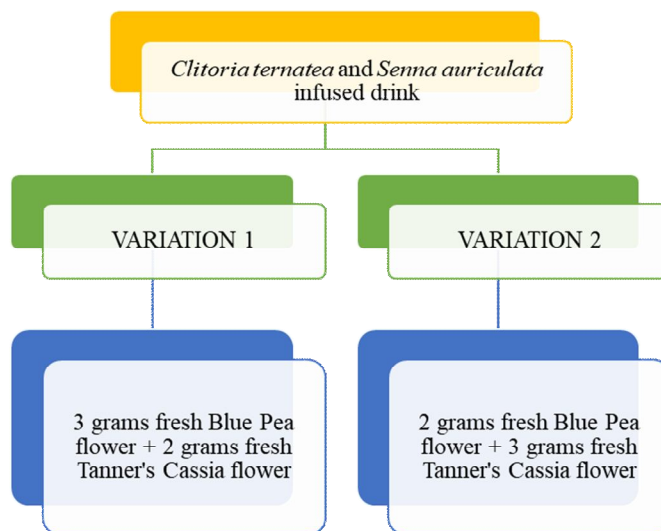 Clitoria ternatea and Senna auriculata
infused drink
VARIATION 1
VARIATION 2
3 grams fresh Blue Pea
flower + 2 grams fresh
Tanner's Cassia flower
2 grams fresh Blue Pea
flower + 3 grams fresh
Tanner's Cassia flower